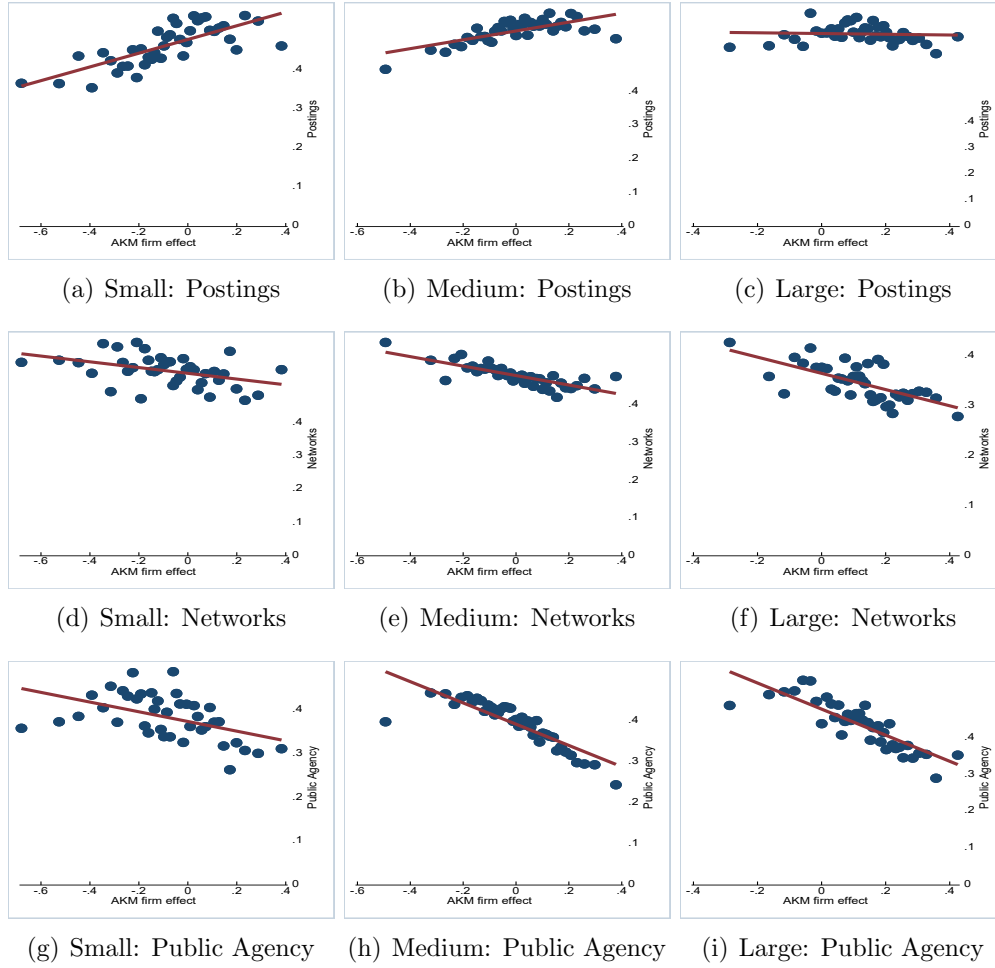 .4
.3
.1
0
Postings
-.6 -.4 -.2 0 .2 .4
AKM firm effect
(a) Small: Postings
.4
.3
.2
.1
0
Postings
-.4 -.2 0 .2 .4
AKM firm effect
(b) Medium: Postings
.4
.3
.2
.1
0
Postings
-.4 -.2 0 .2 .4
AKM firm effect
(c) Large: Postings
.4
.3
.2
.1
0
Networks
-.6 -.4 -.2 0 .2 .4
AKM firm effect
(d) Small: Networks
.4
.3
.2
.1
0
Networks
-.4 -.2 0 .2 .4
AKM firm effect
(e) Medium: Networks
.4
.3
.2
.1
0
Networks
-.4 -.2 0 .2 .4
AKM firm effect
(f) Large: Networks
.3
.2
.1
0
Public Agency
-.6 -.4 -.2 0 .2 .4
AKM firm effect
(g) Small: Public Agency
.3
.2
.1
0
Public Agency
-.4 -.2 0 .2 .4
AKM firm effect
(h) Medium: Public Agency
.4
.3
.2
.1
0
Public Agency
-.4 -.2 0 .2 .4
AKM firm effect
(i) Large: Public Agency